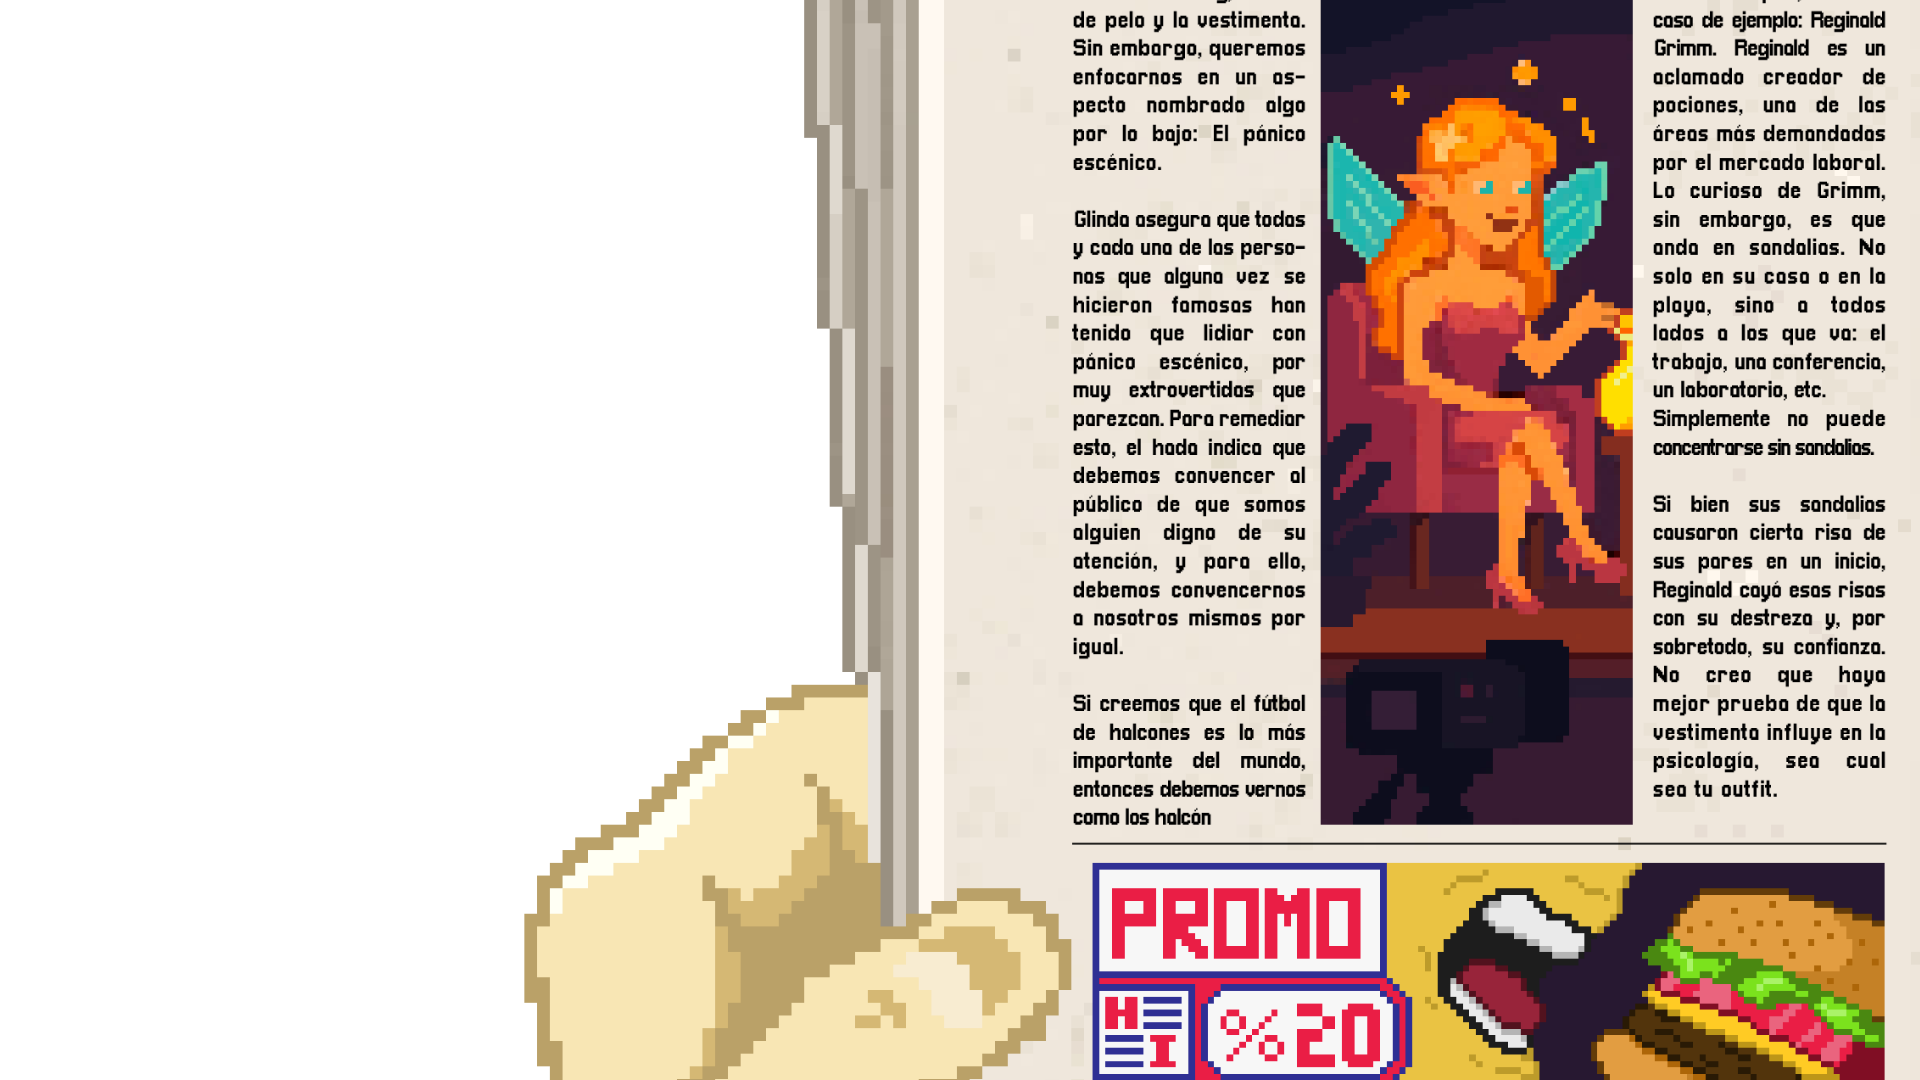 de pelo y la vestimenta.
Sin embargo, queremos
enfocarnos en un as-
pecto nombrado algo
por lo bajo: El pánico
escénico.
Glinda asegura que todas
y cada una de las perso-
nas que alguna vez se
hicieron famosas han
tenido que lidiar con
pánico escénico, por
muy extrovertidas que
parezcan. Para remediar
esto, el hada indica que
debemos convencer al
público de que somos
alguien digno de su
atención, y para ello,
debemos convencernos
a nosotros mismos por
igual.
Si creemos que el fútbol
de halcones es lo más
importante del mundo,
entonces debemos vernos
como los halcón
caso de ejemplo: Reginald
Grimm. Reginald es un
aclamado creador de
pociones, una de las
áreas más demandadas
por el mercado laboral.
Lo curioso de Grimm,
sin embargo, es que
anda en sandalias. No
solo en su casa o en la
playa, sino a todos
lados a los que va: el
trabajo, una conferencia,
un laboratorio, etc.
Simplemente no puede
concentrarse sin sandalias.
Si bien sus sandalias
causaron cierta risa de
sus pares en un inicio,
Reginald cayó esas risas
con su destreza y, por
sobretodo, su confianza.
No creo que haya
mejor prueba de que la
vestimenta influye en la
psicología, sea cual
sea tu outfit.
PROMO
H
I
%20